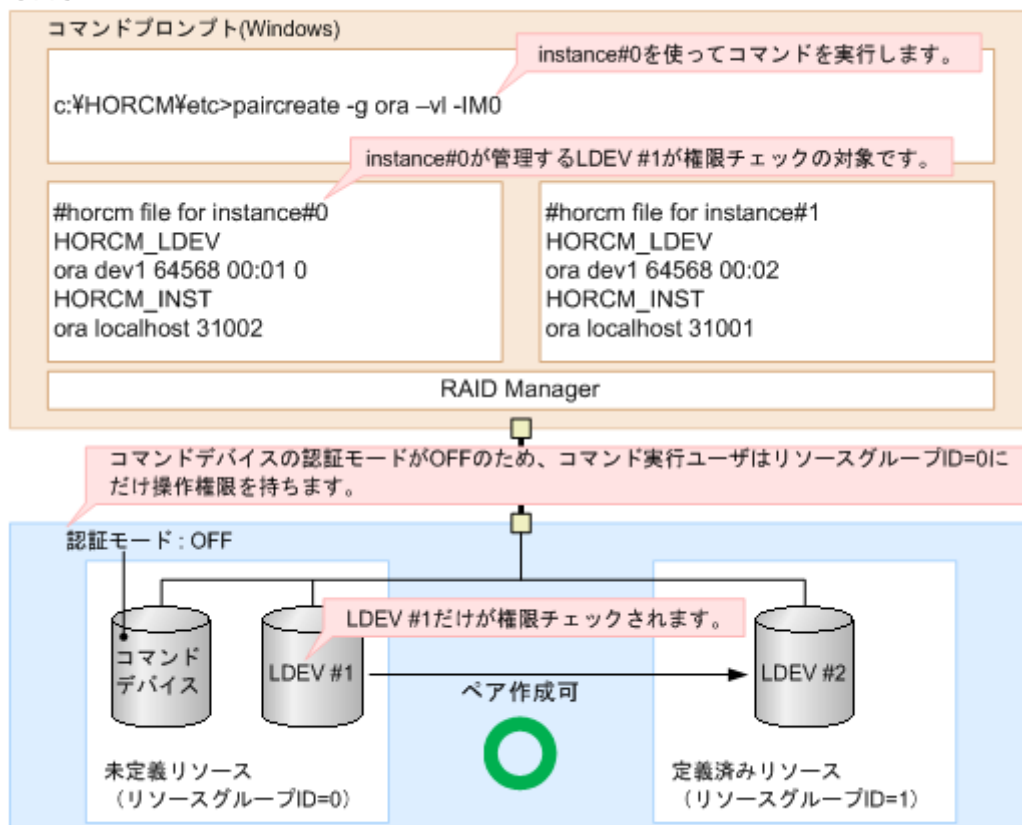 コマンドプロンプト(Windows)
instance#0を使ってコマンドを実行します。
c:¥HORCM¥etc>paircreate -g ora –vl -IM0
instance#0が管理するLDEV #1が権限チェックの対象です。
#horcm file for instance#0
HORCM_LDEV
ora dev1 64568 00:01 0
HORCM_INST
ora localhost 31002
#horcm file for instance#1
HORCM_LDEV
ora dev1 64568 00:02
HORCM_INST
ora localhost 31001
RAID Manager
コマンドデバイスの認証モードがOFFのため、コマンド実行ユーザはリソースグループID=0に
だけ操作権限を持ちます。
認証モード : OFF
LDEV #1だけが権限チェックされます。
コマンド
デバイス
LDEV #1
ペア作成可
LDEV #2
未定義リソース
（リソースグループID=0）
定義済みリソース
（リソースグループID=1）